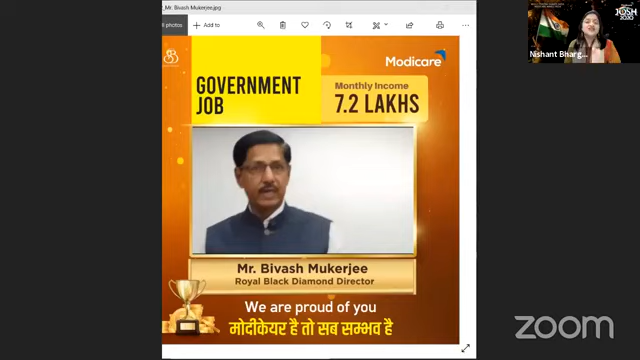 _Mr. Bivash Mukerjee.jpg
photos
Add to
Modicare
GOVERNMENT
JOB
Monthly Income
7.2 LAKHS
Mr. Bivash Mukerjee
Royal Black Diamond Director
We are proud of you
मोदीकेयर है तो सब सम्भव है
JOSH
Nishant Bharg...
zoom